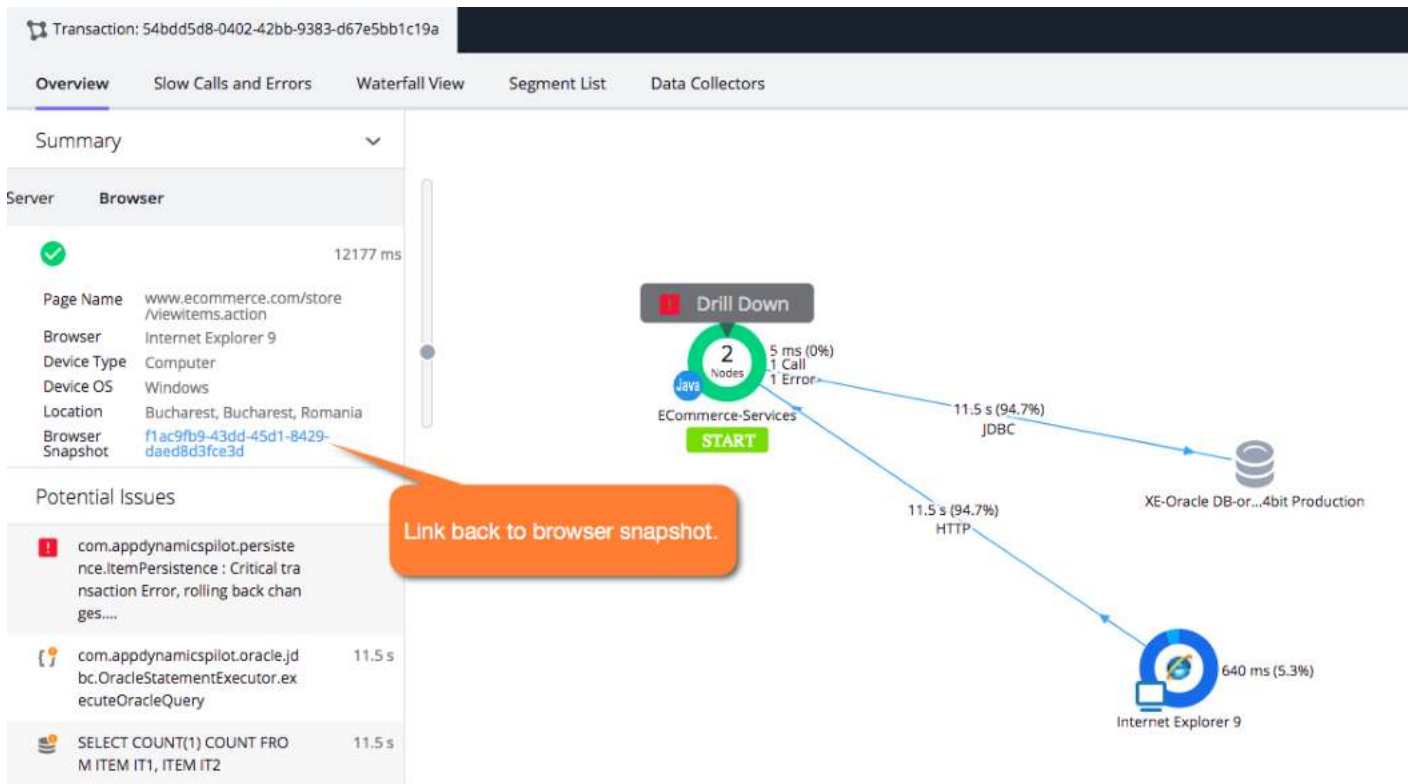 Transaction: 54bdd5d8-0402-42bb-9383-d67e5bb1c19a
Overview Slow Calls and Errors Waterfall View Segment List Data Collectors
Summary
Server Browser
12177 ms
Page Name www.ecommerce.com/store
/viewitems.action
Browser Internet Explorer 9
Device Type Computer
Device OS Windows
Location Bucharest, Bucharest, Romania
Browser
Snapshot
f1ac9fb9-43dd-45d1-8429-
daed8d3fce3d
Potential Issues
com.appdynamicspilot.persiste
nce.ItemPersistence : Critical tra
nsaction Error, rolling back chan
ges....
com.appdynamicspilot.oracle.jd 11.5 s
bc.OracleStatementExecutor.ex
ecuteOracleQuery
SELECT COUNT(1) COUNT FRO 11.5 s
M ITEM IT1, ITEM IT2
Link back to browser snapshot.
! Drill Down
2
Nodes
Java
5 ms (0%)
1 Call
1 Error
ECommerce-Services
START
11.5 s (94.7%)
JDBC
XE-Oracle DB-or...4bit Production
11.5 s (94.7%)
HTTP
640 ms (5.3%)
Internet Explorer 9